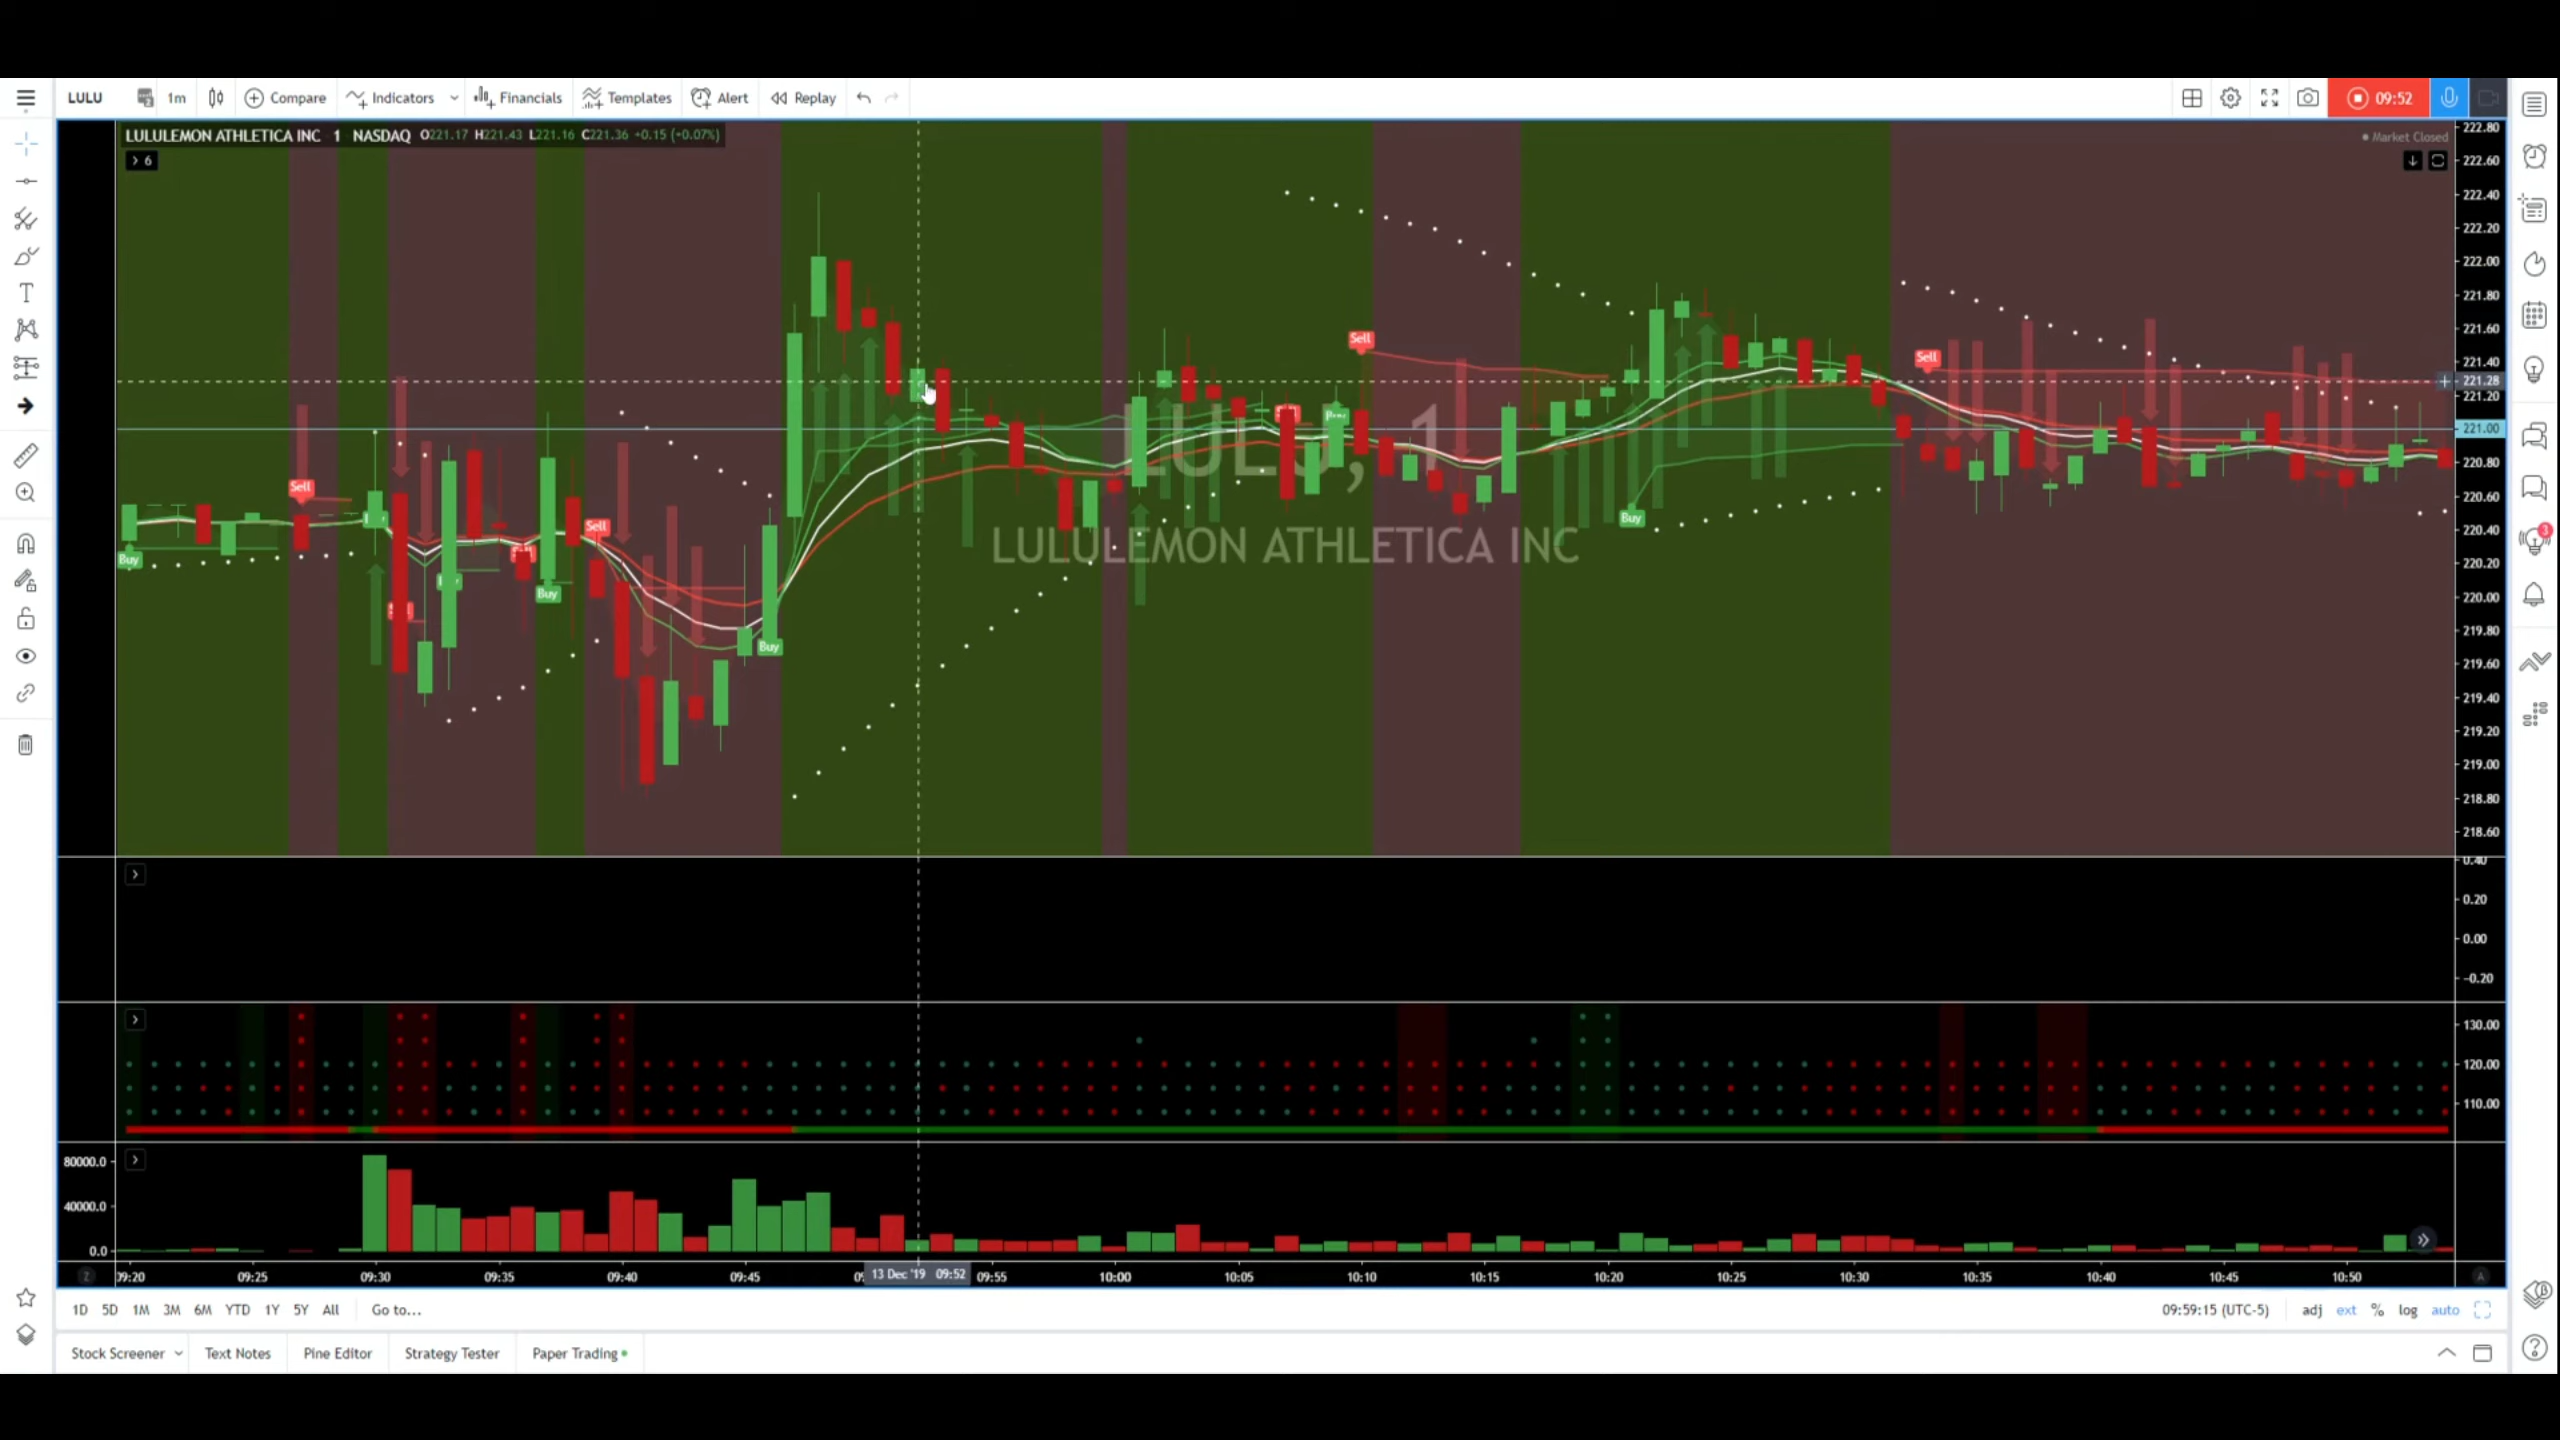 LULU 1m Compare Indicators Financials Templates Alert Replay 09:52
LULULEMON ATHLETICA INC 1 NASDAQ O221.17 H221.43 L221.16 C221.36 +0.15 (+0.07%)
Market Closed
6
222.80
222.60
222.40
222.20
222.00
221.80
221.60
221.40
221.28
221.20
221.00
220.80
220.60
220.40
220.20
220.00
219.80
219.60
219.40
219.20
219.00
218.80
218.60
Sell
Sell
Sell
Sell
Buy
Buy
Buy
Buy
LULU, 1
LULULEMON ATHLETICA INC
3
0.40
0.20
0.00
-0.20
130.00
120.00
110.00
80000.0
40000.0
0.0
Z 09:20 09:25 09:30 09:35 09:40 09:45 13 Dec '19 09:52 09:55 10:00 10:05 10:10 10:15 10:20 10:25 10:30 10:35 10:40 10:45 10:50 A
1D 5D 1M 3M 6M YTD 1Y 5Y All Go to... 09:59:15 (UTC-5) adj ext % log auto
Stock Screener Text Notes Pine Editor Strategy Tester Paper Trading